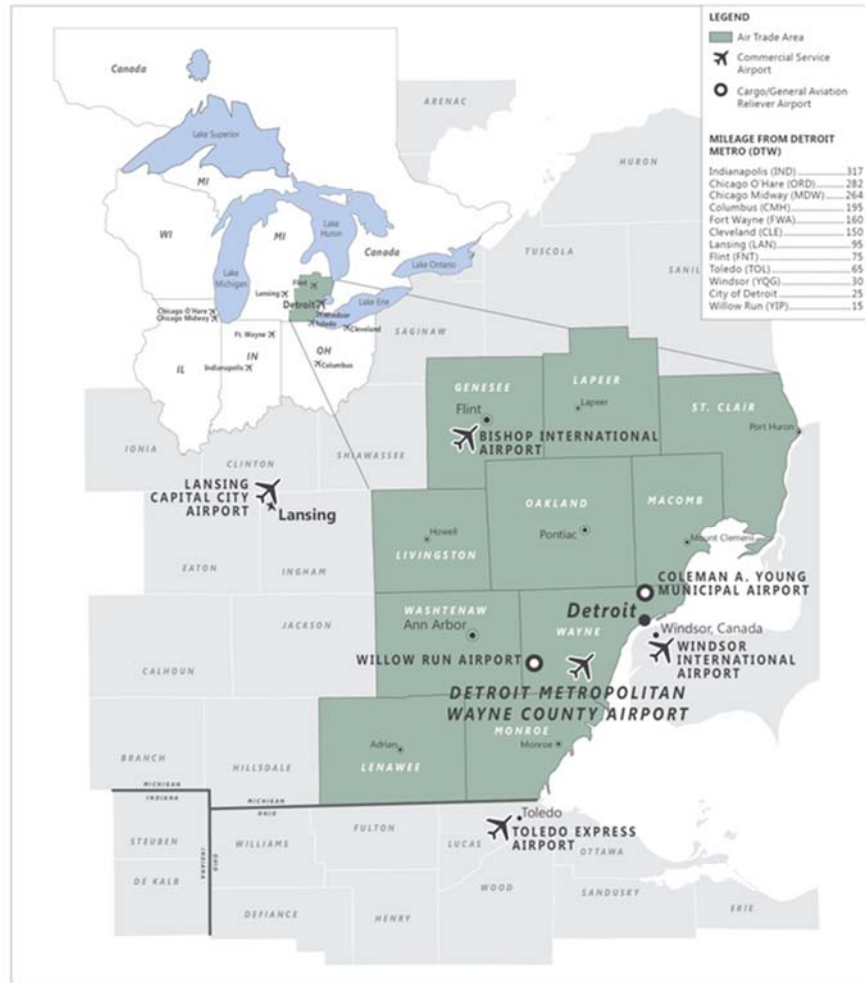 LEGEND
Air Trade Area
Commercial Service
Airport
Cargo/General Aviation
Reliever Airport
MILEAGE FROM DETROIT
METRO (DTW)
Indianapolis (IND) 317
Chicago O'Hare (ORD) 282
Chicago Midway (MDW) 264
Columbus (CMH) 195
Fort Wayne (FWA) 160
Cleveland (CLE) 150
Lansing (LAN) 95
Flint (FNT) 75
Toledo (TOL) 65
Windsor (YQG) 30
City of Detroit 25
Willow Run (YIP) 15
Canada
Lake Superior
MI
WI
MI
Lake
Huron
Canada
Lake Ontario
Lake
Michigan
Flint
Lansing
Detroit
Lake Erie
Windsor
Toledo
Cleveland
Chicago O'Hare
Chicago Midway
Ft. Wayne
IL
IN
OH
Indianapolis
Columbus
ARENAC
HURON
TUSCOLA
SANIL
SAGINAW
GENESEE
LAPEER
Flint
Lapeer
ST. CLAIR
BISHOP INTERNATIONAL
AIRPORT
Port Huron
IONIA
CLINTON
SHIAWASSEE
LANSING
CAPITAL CITY
AIRPORT
Lansing
OAKLAND
MACOMB
Howell
Pontiac
Mount Clemens
LIVINGSTON
EATON
INGHAM
COLEMAN A. YOUNG
MUNICIPAL AIRPORT
WASHTENAW
Detroit
JACKSON
Ann Arbor
WAYNE
Windsor, Canada
WILLOW RUN AIRPORT
WINDSOR
INTERNATIONAL
AIRPORT
CALHOUN
DETROIT METROPOLITAN
WAYNE COUNTY AIRPORT
MONROE
Adrian
Monroe
BRANCH
HILLSDALE
LENAWEE
MICHIGAN
INDIANA
MICHIGAN
OHIO
Toledo
TOLEDO EXPRESS
AIRPORT
STEUBEN
WILLIAMS
FULTON
LUCAS
OTTAWA
INDIANA
OHIO
DE KALB
WOOD
SANDUSKY
DEFIANCE
HENRY
ERIE